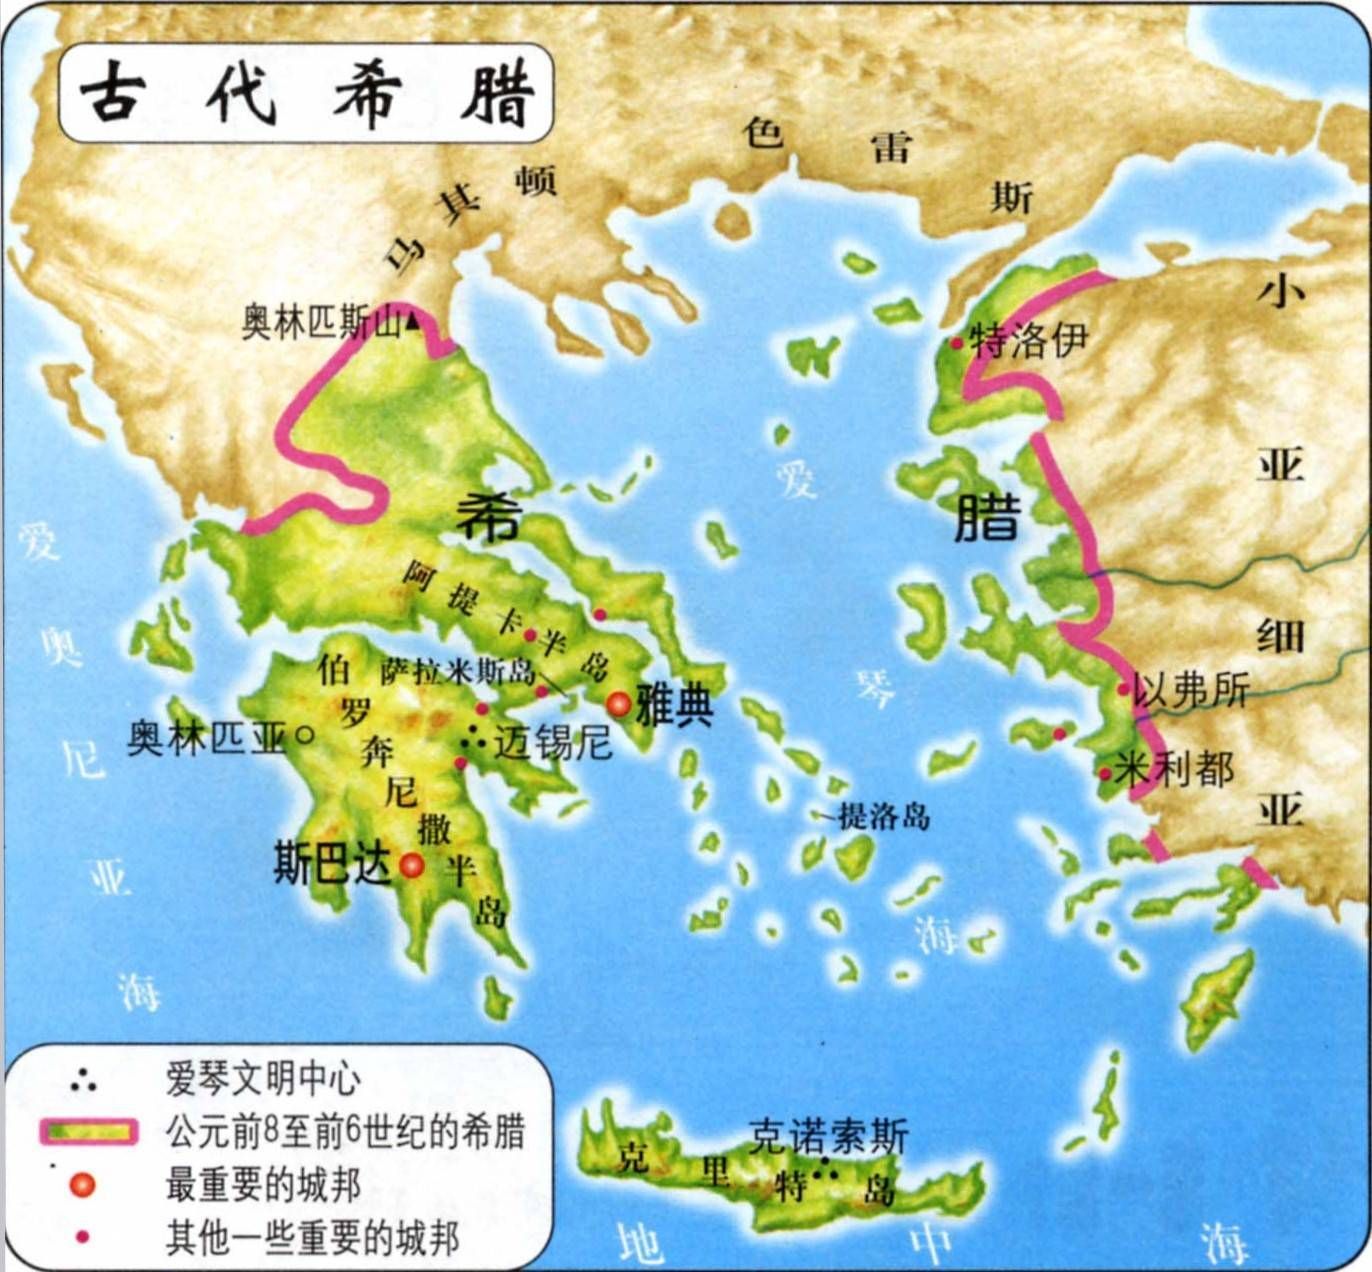 古代希腊
色雷斯
马其顿
奥林匹斯山
特洛伊
小亚细亚
希腊
爱琴海
爱奥尼亚海
阿提卡半岛
萨拉米斯岛
伯罗奔尼撒半岛
雅典
奥林匹亚
迈锡尼
以弗所
米利都
提洛岛
斯巴达
克诺索斯
克里特岛
地中海
爱琴文明中心
公元前8至前6世纪的希腊
最重要的城邦
其他一些重要的城邦